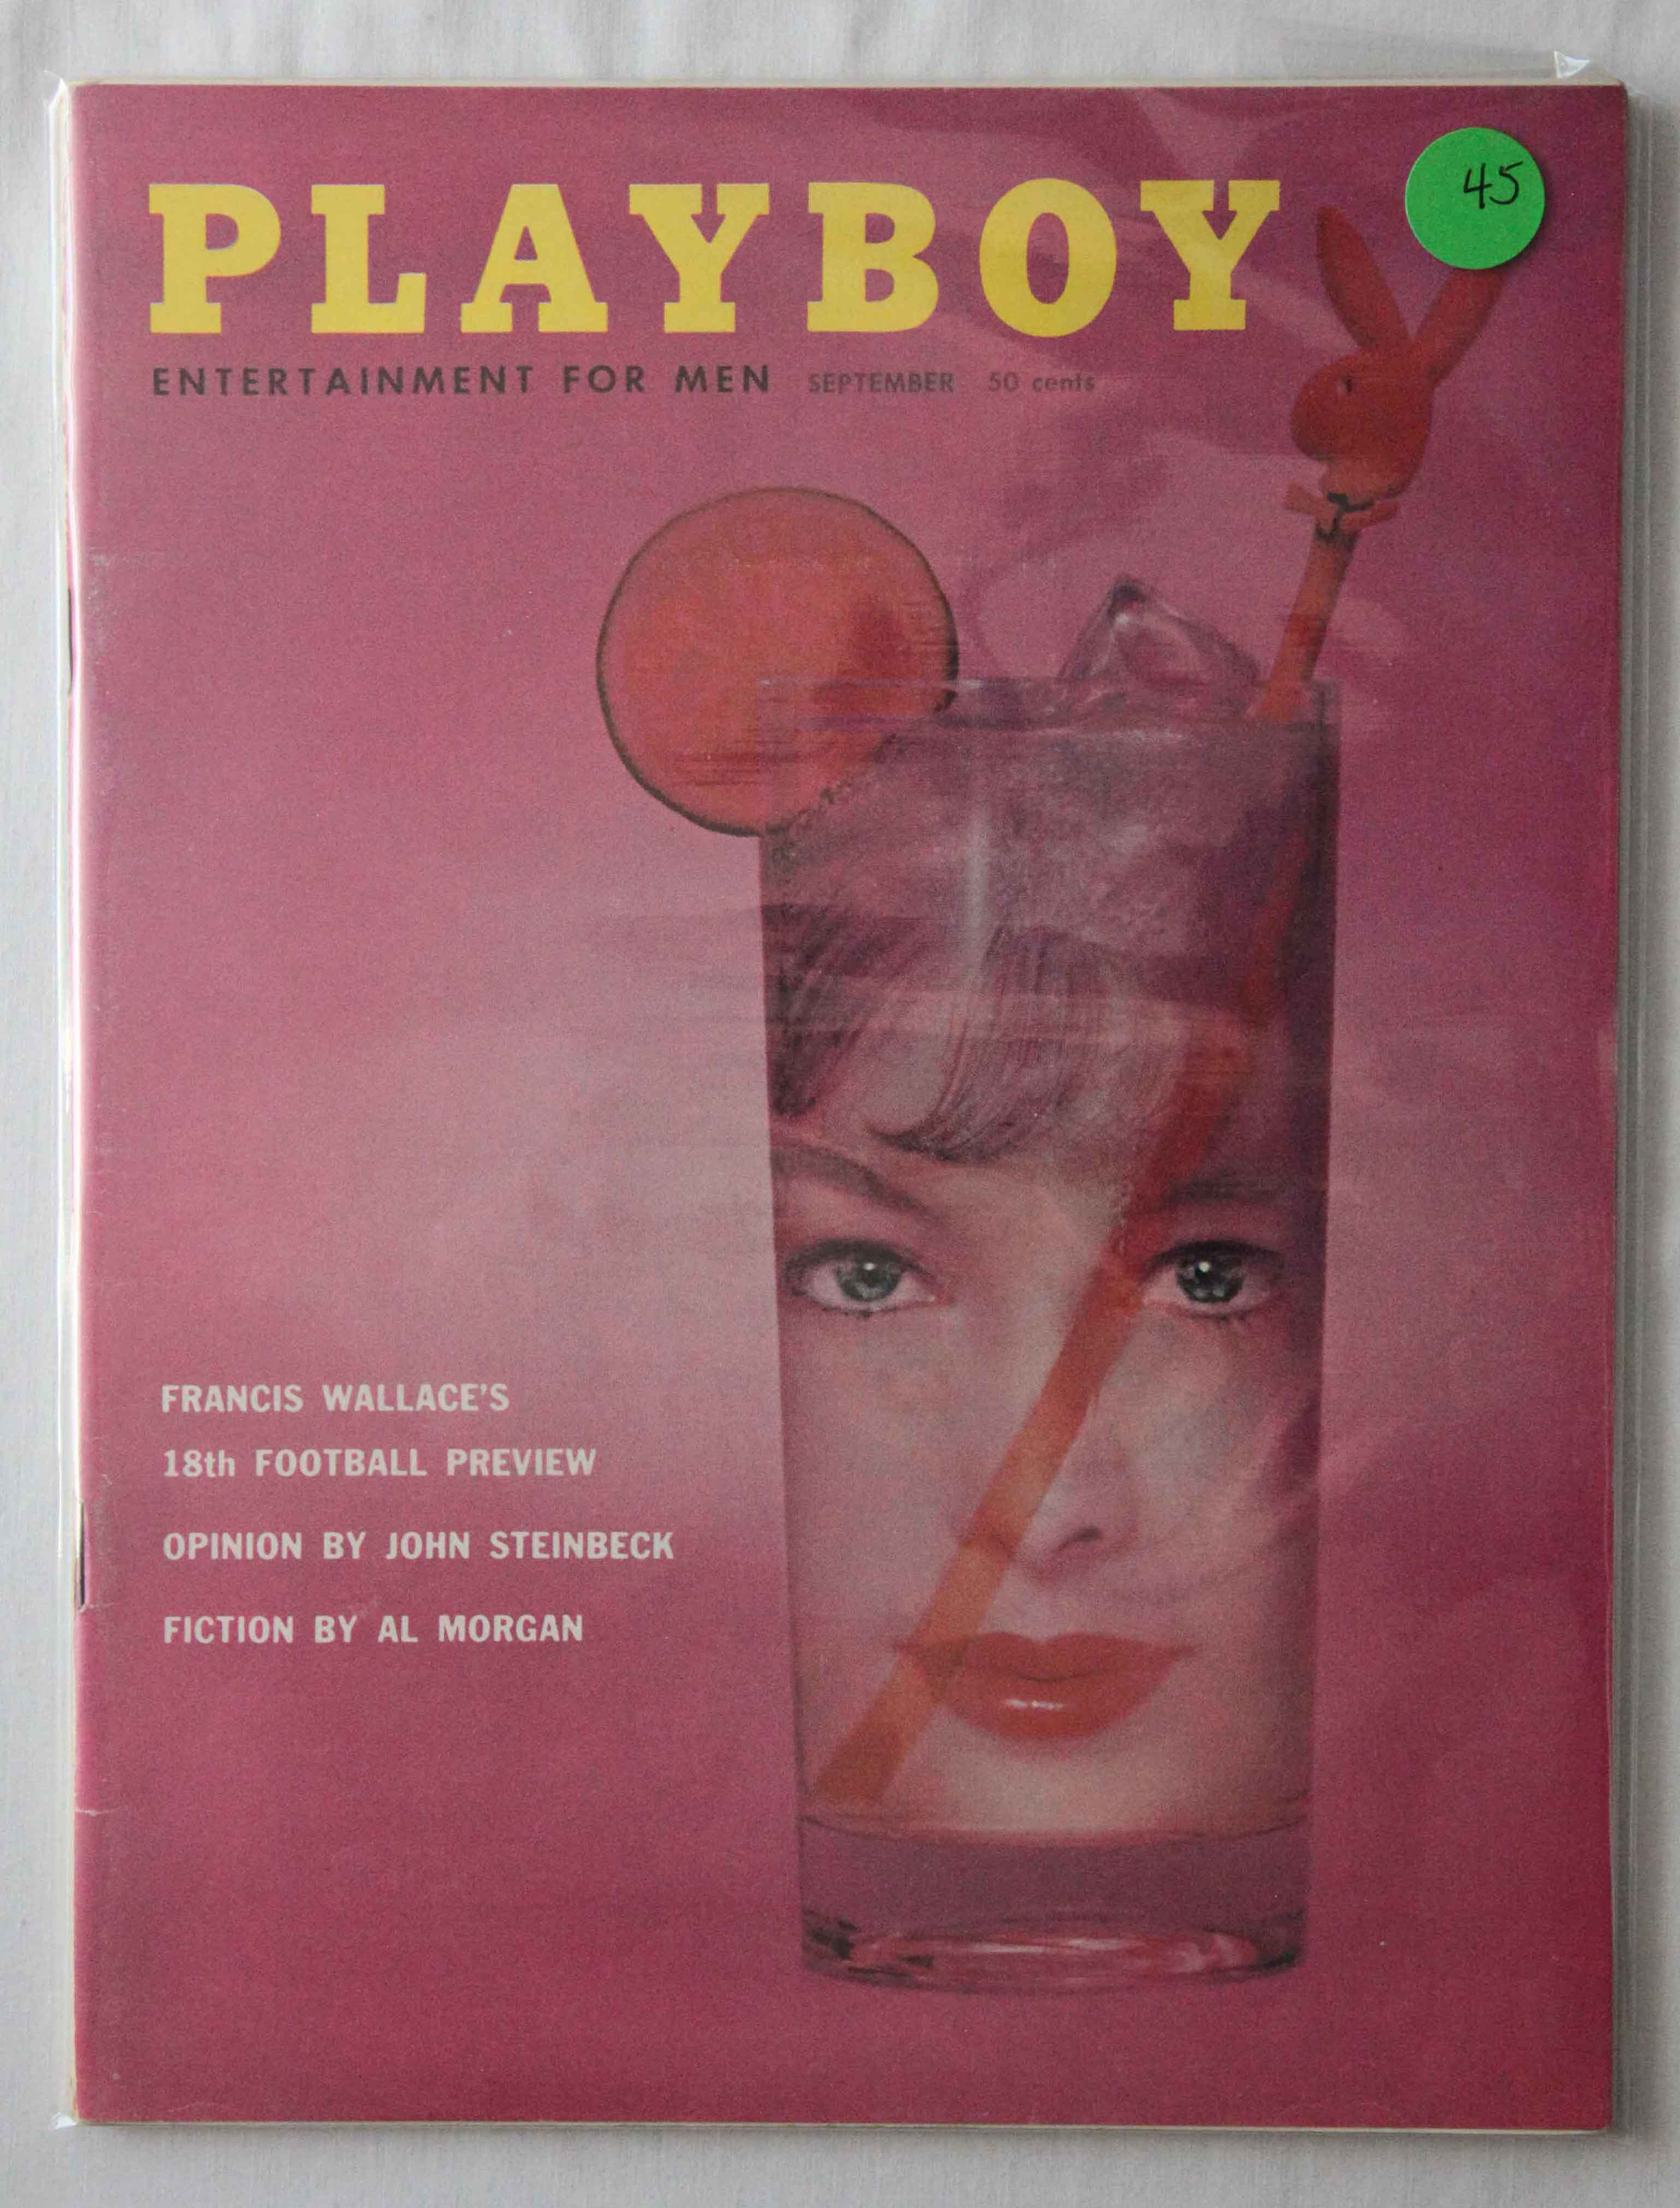 PLAYBOY
45
ENTERTAINMENT FOR MEN SEPTEMBER 50 cents
FRANCIS WALLACE'S
18th FOOTBALL PREVIEW
OPINION BY JOHN STEINBECK
FICTION BY AL MORGAN